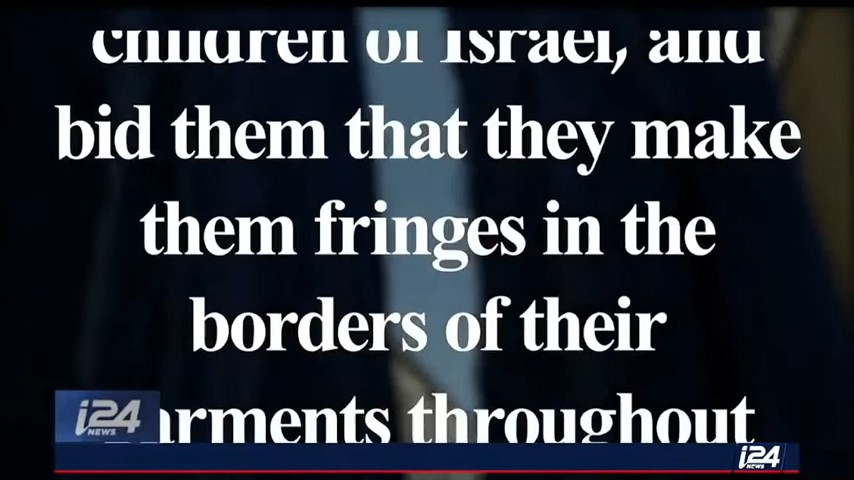 children of Israel, and
bid them that they make
them fringes in the
borders of their
garments throughout
i24
NEWS
i24
NEWS